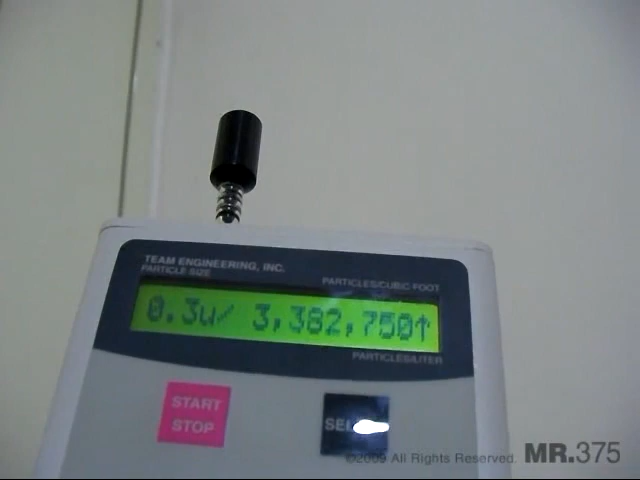 TEAM ENGINEERING, INC.
PARTICLE SIZE
PARTICLES/CUBIC FOOT
0.3u 3,382,750↑
PARTICLES/LITER
START
STOP
©2009 All Rights Reserved. MR.375